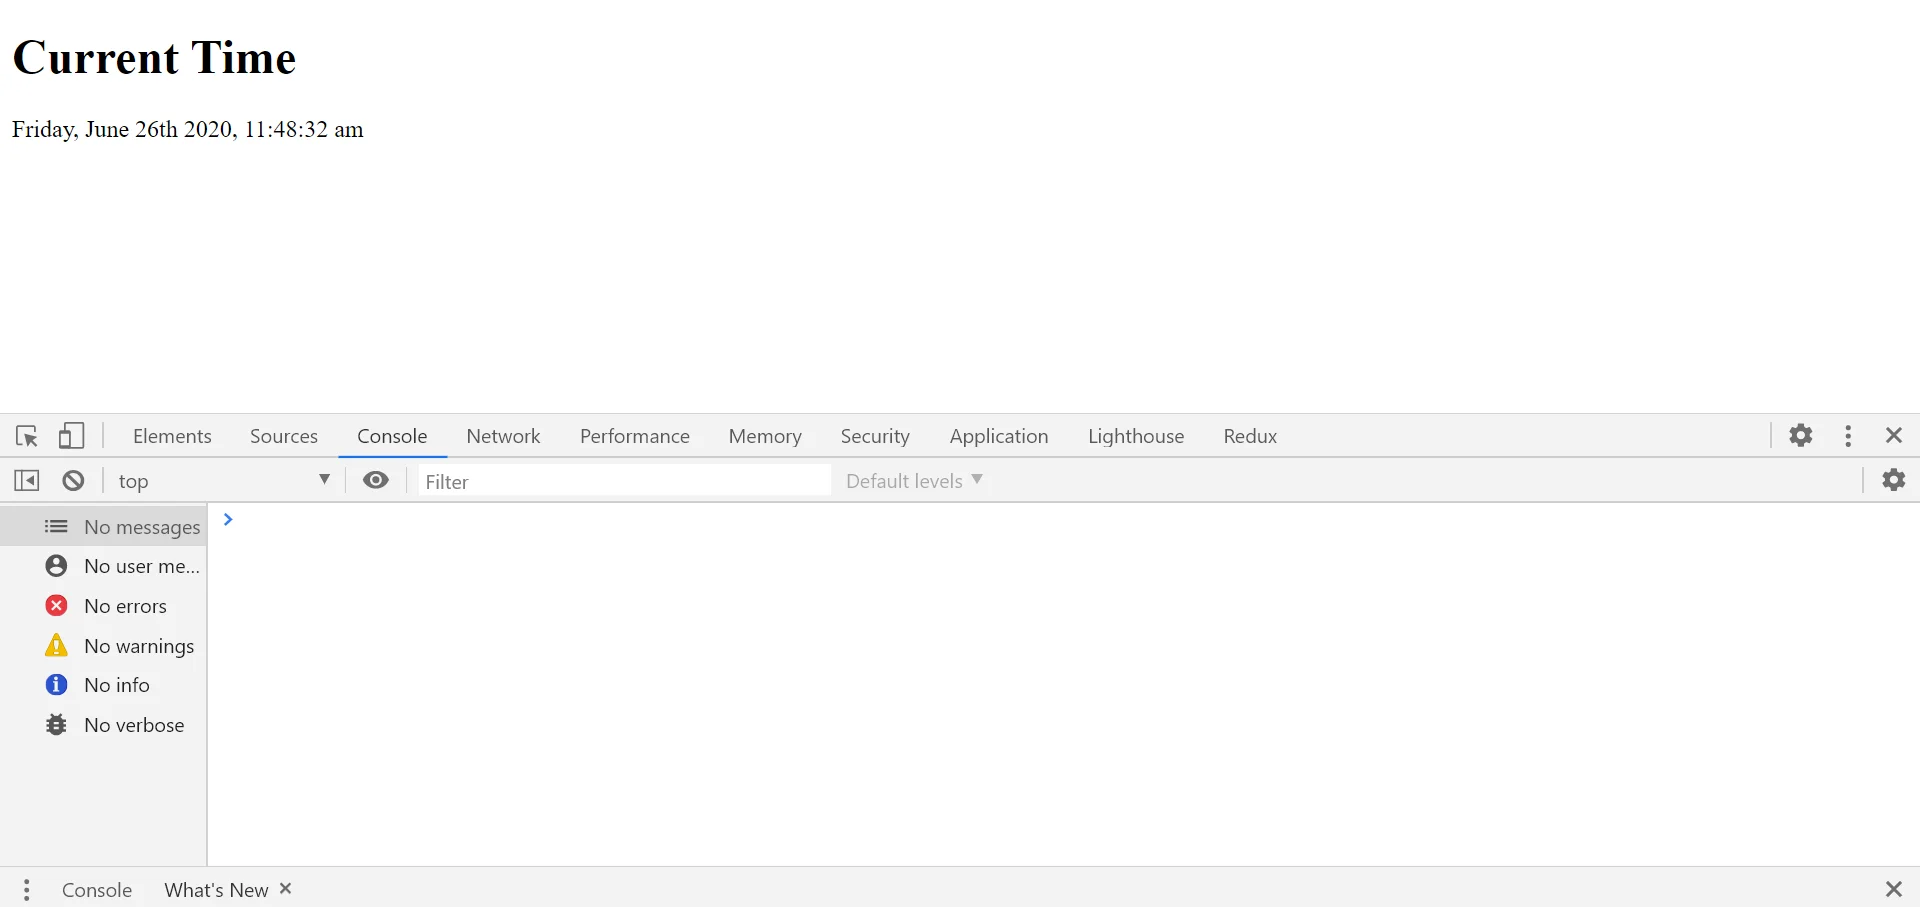 Current Time
Friday, June 26th 2020, 11:48:32 am
Elements Sources Console Network Performance Memory Security Application Lighthouse Redux
top Filter Default levels
No messages
No user me...
No errors
No warnings
No info
No verbose
Console What's New